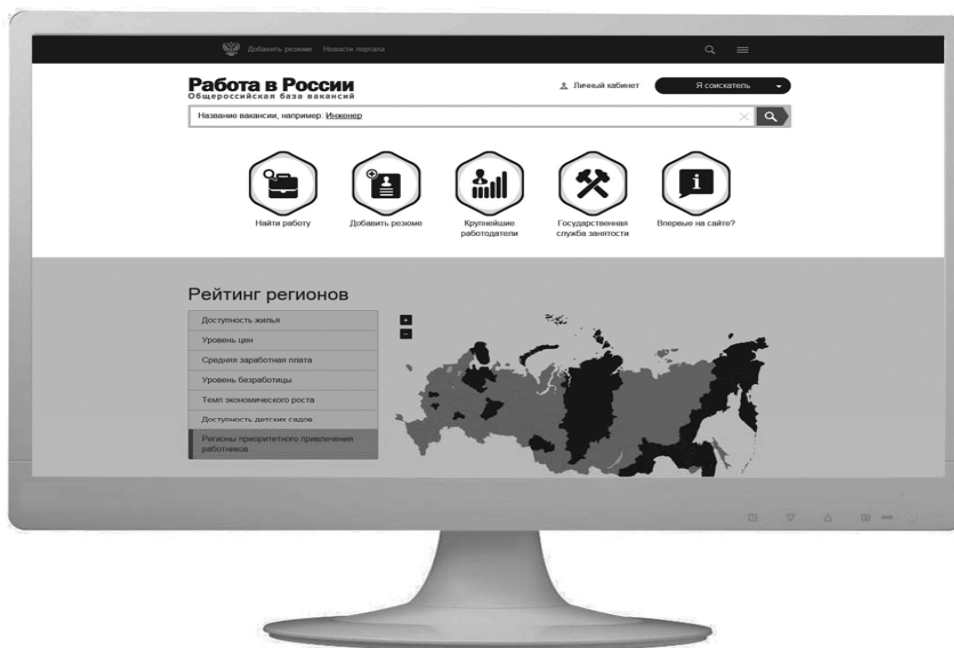 Добавить резюме Новости портала
Работа в России
Общероссийская база вакансий
Личный кабинет Я соискатель
Название вакансии, например: Инженер
Найти работу Добавить резюме Крупнейшие работодатели Государственная служба занятости Впервые на сайте?
Рейтинг регионов
Доступность жилья
Уровень цен
Средняя заработная плата
Уровень безработицы
Темп экономического роста
Доступность детских садов
Регионы приоритетного привлечения
работников